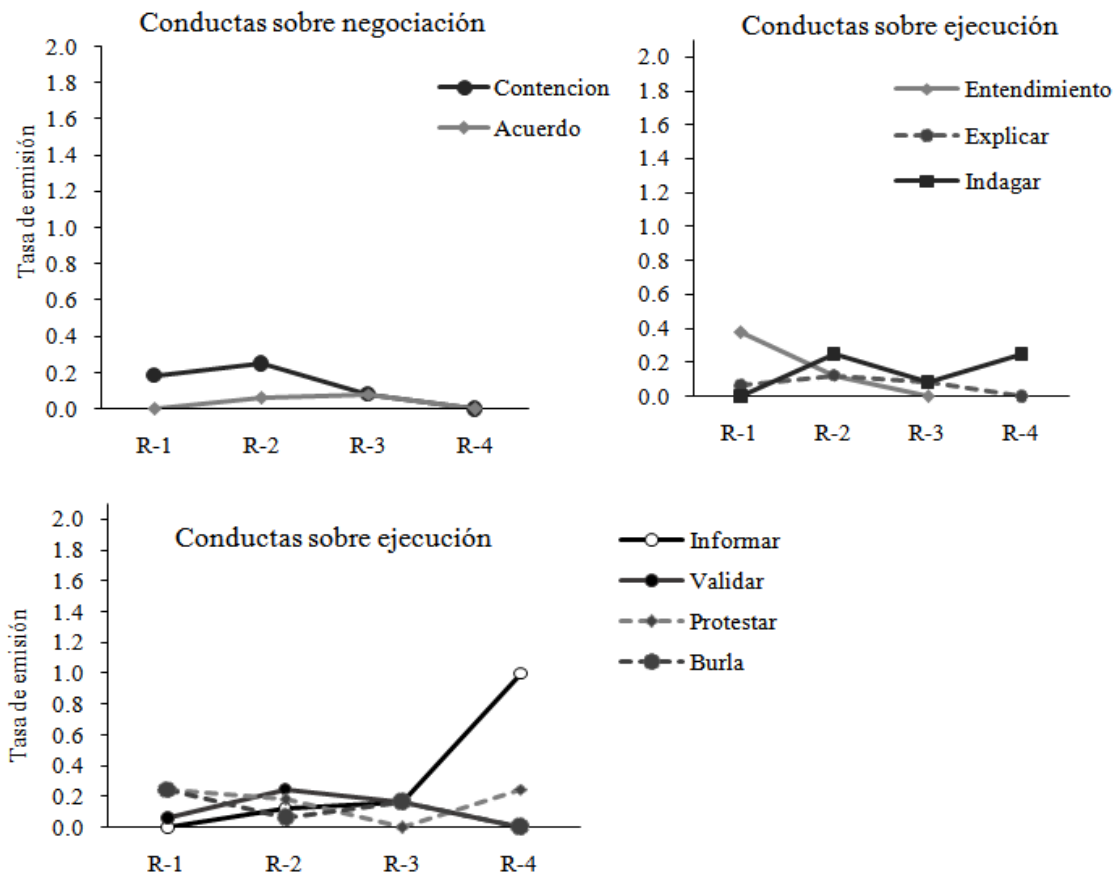 Conductas sobre negociación
2.0
1.8
1.6
1.4
1.2
1.0
0.8
0.6
0.4
0.2
0.0
Tasa de emisión
Contencion
Acuerdo
R-1 R-2 R-3 R-4
Conductas sobre ejecución
2.0
1.8
1.6
1.4
1.2
1.0
0.8
0.6
0.4
0.2
0.0
Entendimiento
Explicar
Indagar
R-1 R-2 R-3 R-4
Conductas sobre ejecución
2.0
1.8
1.6
1.4
1.2
1.0
0.8
0.6
0.4
0.2
0.0
Tasa de emisión
Informar
Validar
Protestar
Burla
R-1 R-2 R-3 R-4